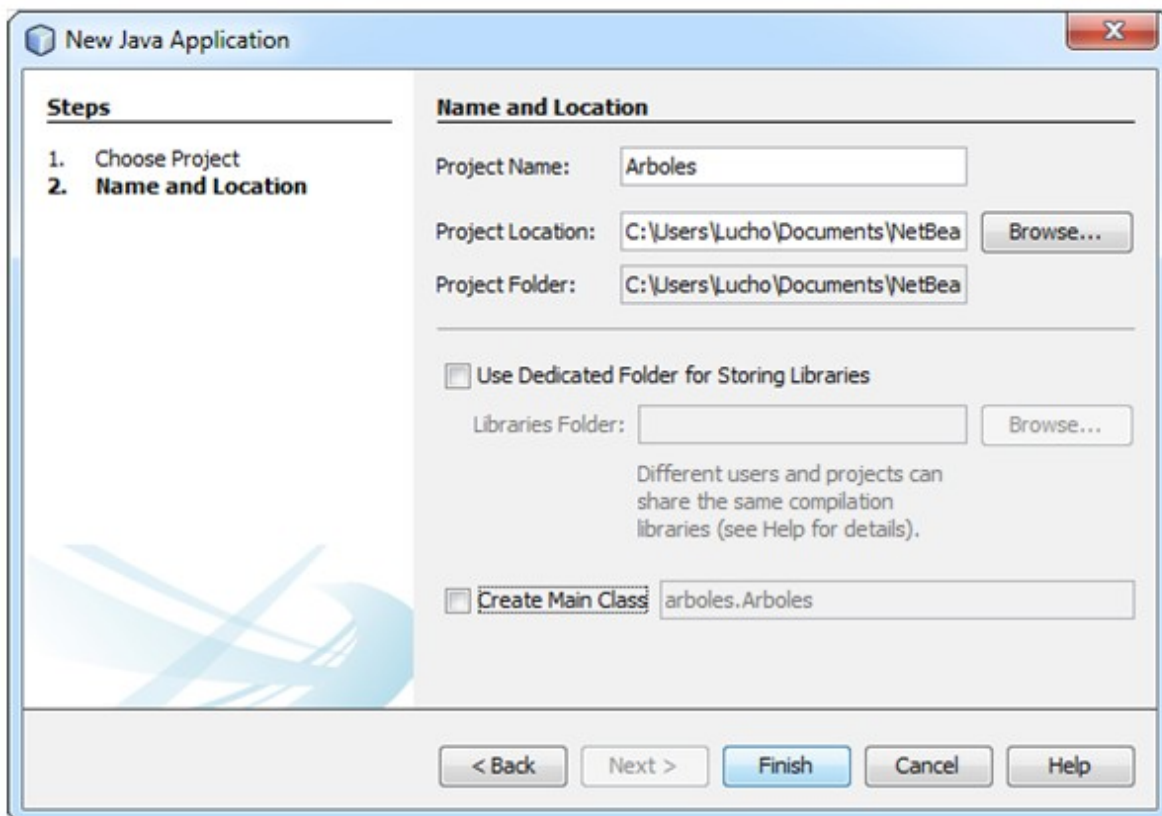 New Java Application
Steps
1. Choose Project
2. Name and Location
Name and Location
Project Name: Arboles
Project Location: C:\Users\Lucho\Documents\NetBea Browse...
Project Folder: C:\Users\Lucho\Documents\NetBea
Use Dedicated Folder for Storing Libraries
Libraries Folder: Browse...
Different users and projects can
share the same compilation
libraries (see Help for details).
Create Main Class arboles.Arboles
< Back Next > Finish Cancel Help